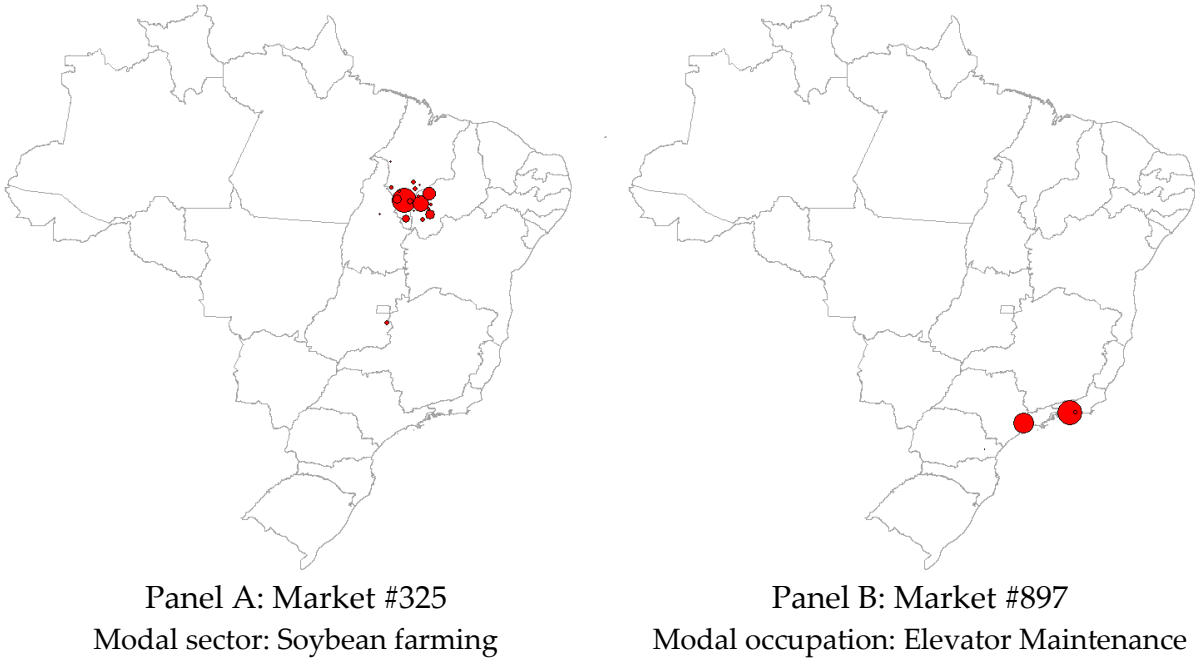 Panel A: Market #325
Modal sector: Soybean farming
Panel B: Market #897
Modal occupation: Elevator Maintenance